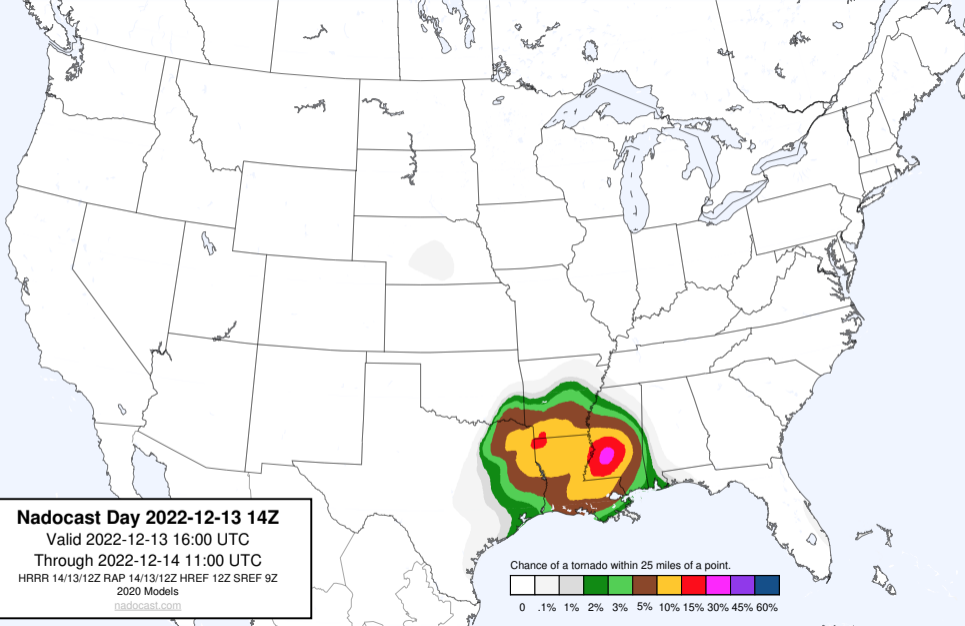 Nadocast Day 2022-12-13 14Z
Valid 2022-12-13 16:00 UTC
Through 2022-12-14 11:00 UTC
HRRR 14/13/12Z RAP 14/13/12Z HREF 12Z SREF 9Z
2020 Models
nadocast.com
Chance of a tornado within 25 miles of a point.
0 .1% 1% 2% 3% 5% 10% 15% 30% 45% 60%